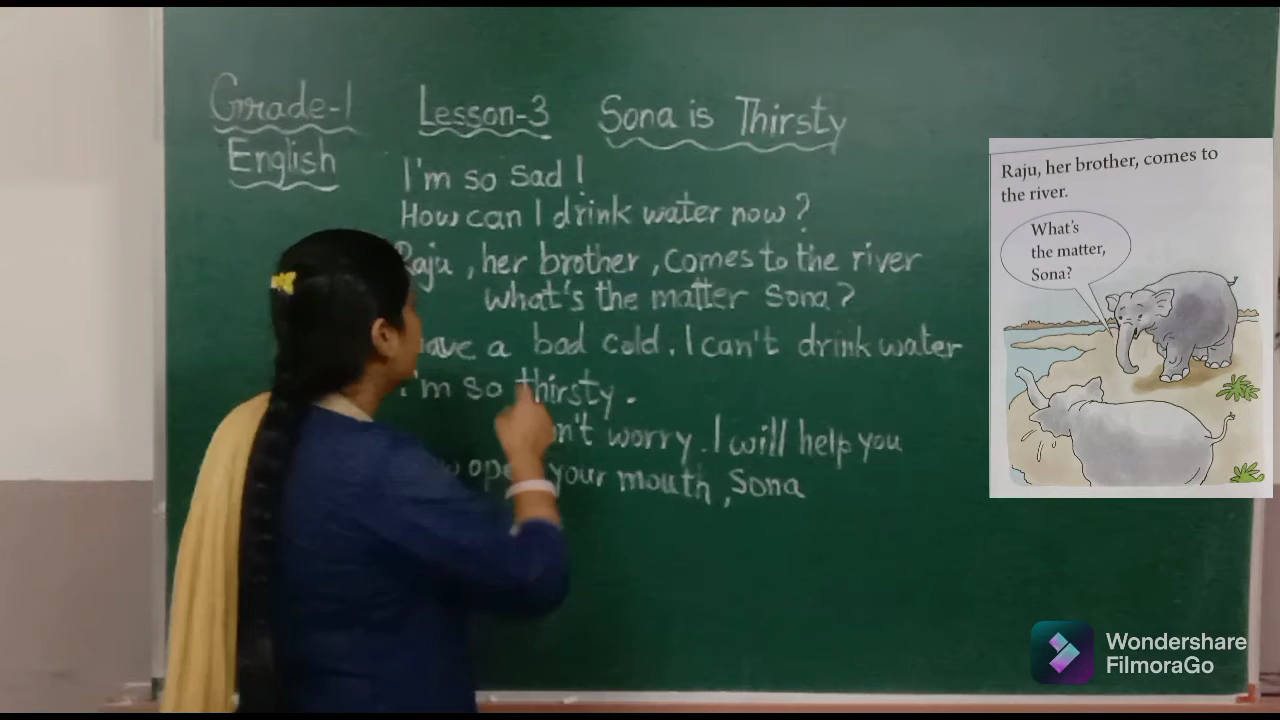 Grade-1 Lesson-3 Sona is Thirsty
English
I'm so sad!
How can I drink water now?
Raju, her brother, comes to the river
What's the matter Sona?
have a bad cold. I can't drink water
I'm so thirsty.
worry. I will help you
open your mouth, Sona
Raju, her brother, comes to
the river.
What's
the matter,
Sona?
Wondershare
FilmoraGo